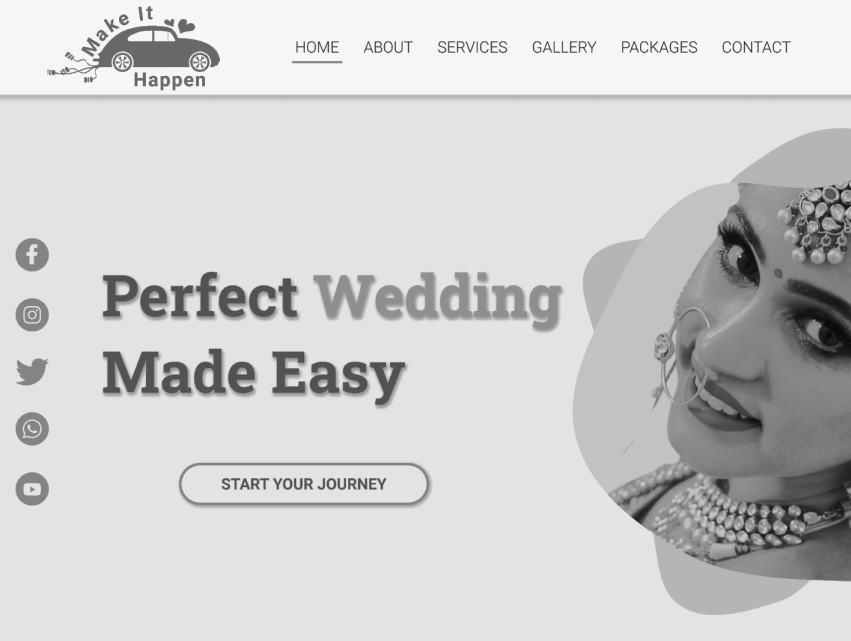 Make It
Happen
HOME ABOUT SERVICES GALLERY PACKAGES CONTACT
Perfect Wedding
Made Easy
START YOUR JOURNEY